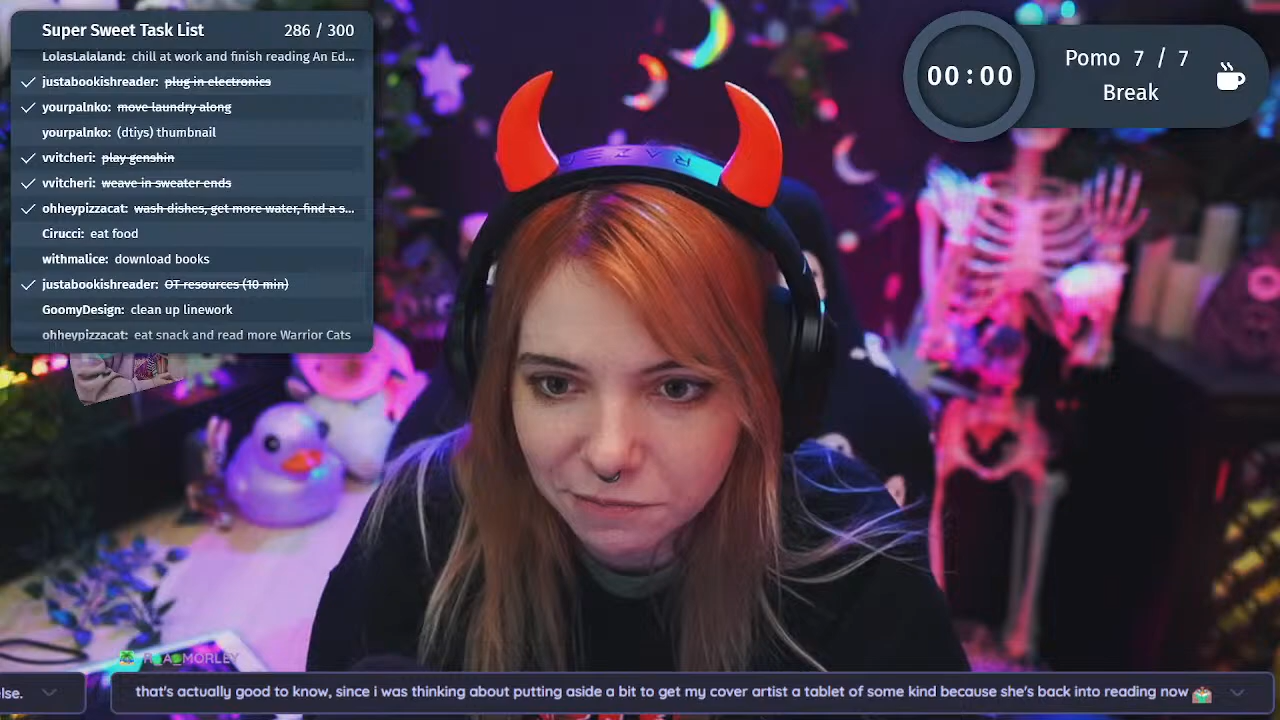 Super Sweet Task List 286 / 300
LolasLalaland: chill at work and finish reading An Ed...
justabookishreader: plug in electronics
yourpalnko: move laundry along
yourpalnko: (dtiys) thumbnail
vvitcheri: play genshin
vvitcheri: weave in sweater ends
ohheypizzacat: wash dishes, get more water, find a s...
Cirucci: eat food
withmalice: download books
justabookishreader: OT resources (10 min)
GoomyDesign: clean up linework
ohheypizzacat: eat snack and read more Warrior Cats
00:00
Pomo 7 / 7
Break
RAZER
lse.
that's actually good to know, since i was thinking about putting aside a bit to get my cover artist a tablet of some kind because she's back into reading now